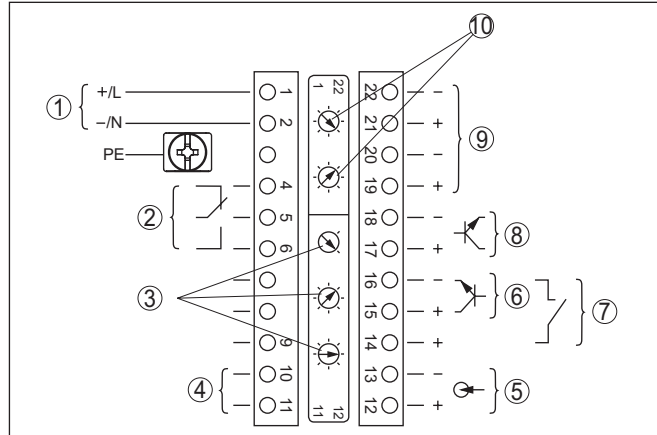 ⑩
1 22
① +/L 1 22 −
−/N 2 21 + ⑨
PE 20 −
4 19 +
② 5 18 − ⑧
6 17 +
16 − ⑥
③ 15 + ⑦
9 14 +
④ 10 13 − ⑤
11 12 +
11 12